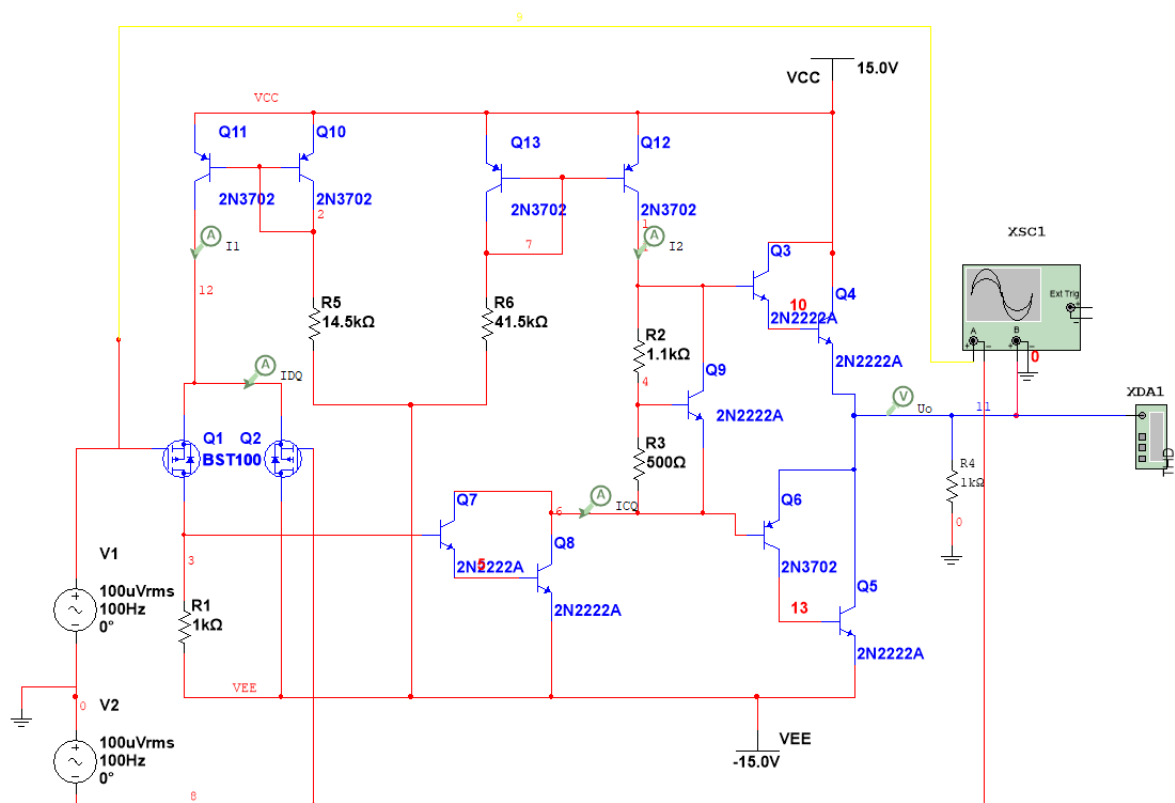 9
15.0V
VCC
VCC
Q11
Q10
Q13
Q12
2N3702
2N3702
2N3702
2N3702
2
1
7
A
I1
A
I2
XSC1
Ext Trig
A
B
0
Q3
10
Q4
2N2222A
2N2222A
12
R5
14.5kΩ
R6
41.5kΩ
R2
1.1kΩ
4
Q9
2N2222A
A
IDQ
V
Uo
11
XDA1
THD
Q1
Q2
BST100
R3
500Ω
R4
1kΩ
0
A
ICQ
6
Q7
2N2222A
5
Q8
2N2222A
Q6
2N3702
13
Q5
2N2222A
3
V1
100uVrms
100Hz
0°
R1
1kΩ
VEE
0
V2
100uVrms
100Hz
0°
VEE
-15.0V
8